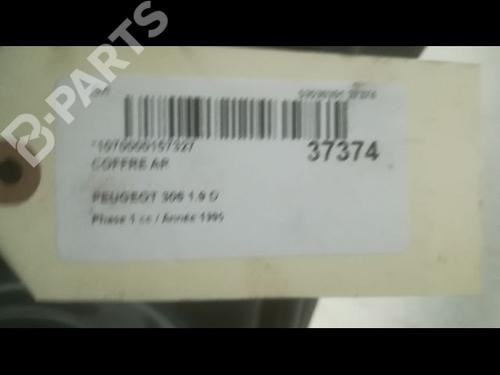 B-PARTS
*1070000157327
37374
COFFRE AR
PEUGEOT 306 1.9 D
Phase 1 cc / Année 1995